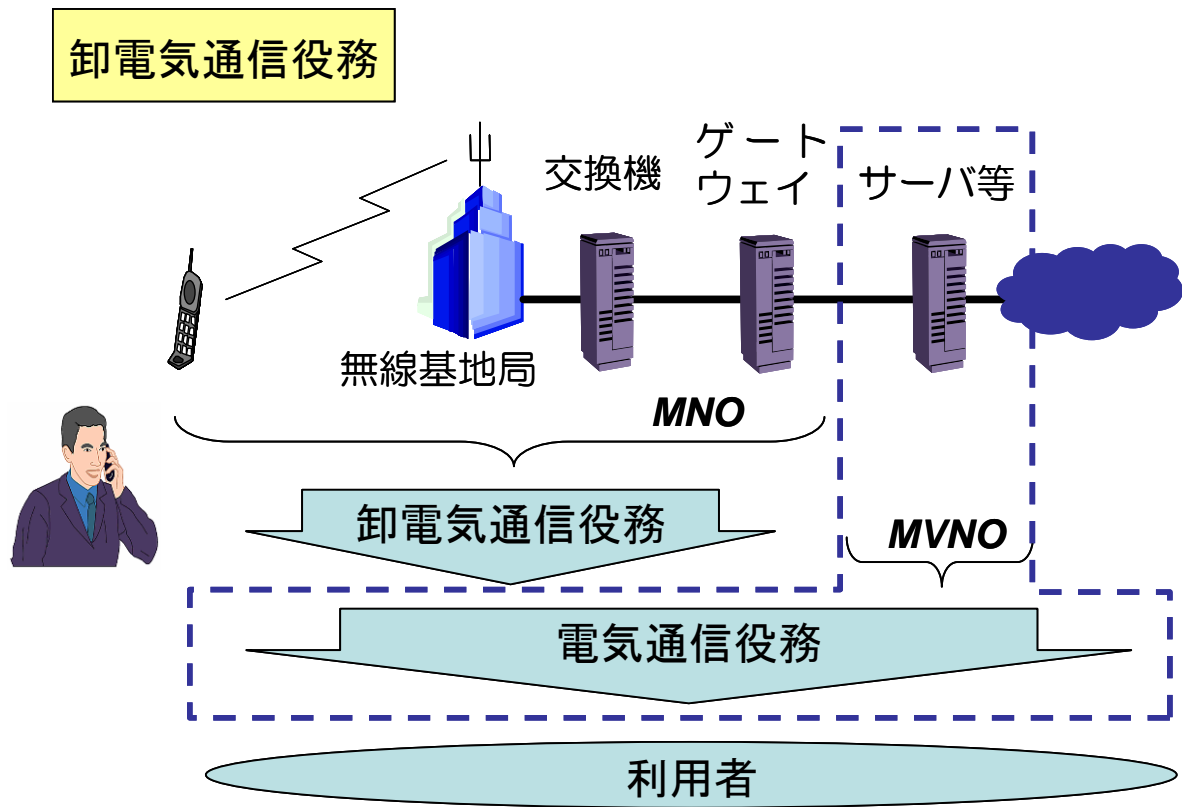 卸電気通信役務
ゲート
ウェイ
交換機
サーバ等
無線基地局
MNO
卸電気通信役務
MVNO
電気通信役務
利用者